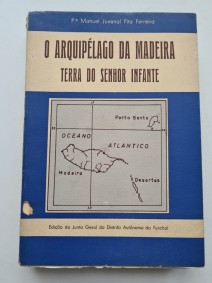 P.e Manuel Juvenal Pita Ferreira
O ARQUIPÉLAGO DA MADEIRA
TERRA DO SENHOR INFANTE
Porto Santo
OCEANO
ATLANTICO
Madeira
Desertas
Edição da Junta Geral do Distrito Autónomo do Funchal